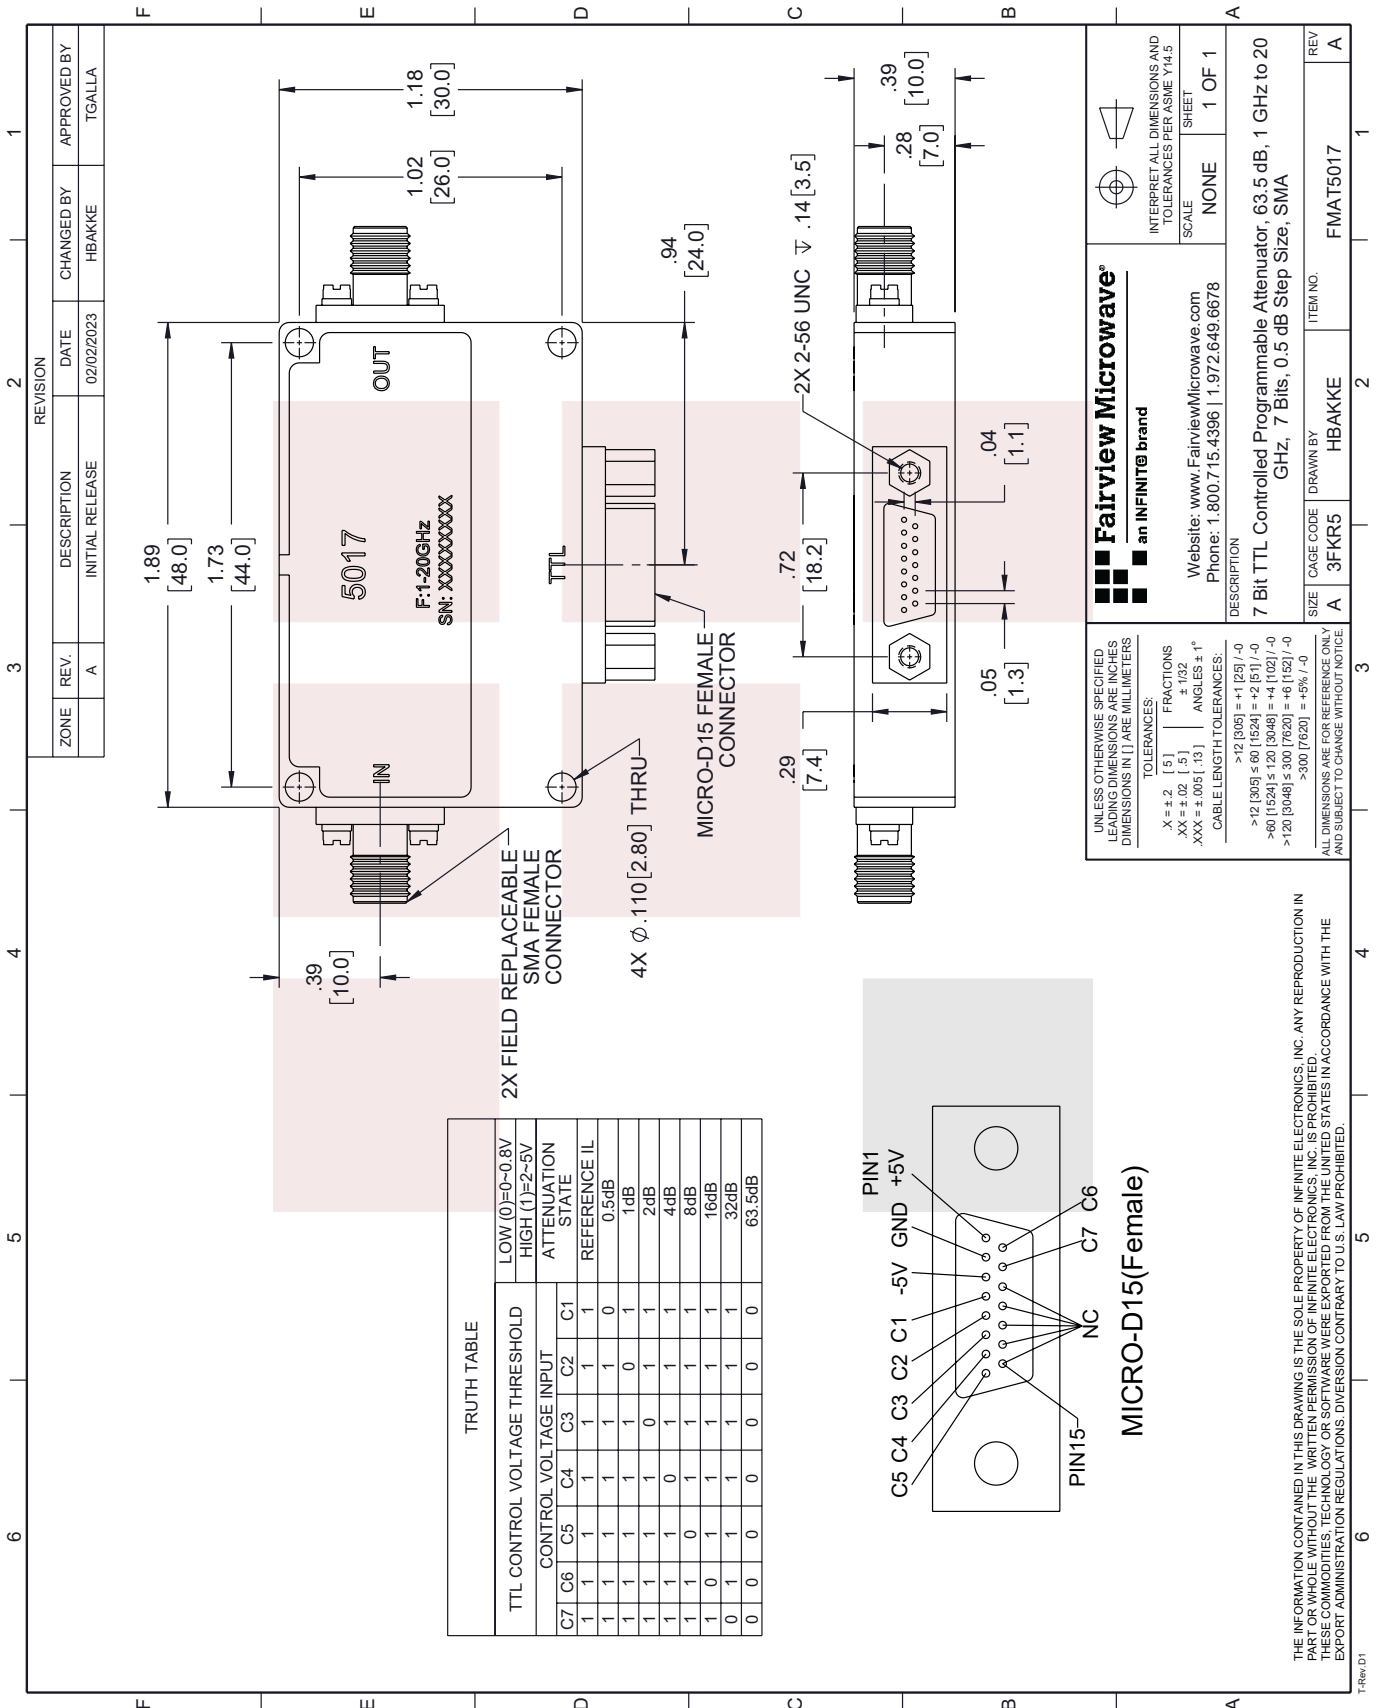 REVISION
ZONE REV. DESCRIPTION DATE CHANGED BY APPROVED BY
A INITIAL RELEASE 02/02/2023 HBAKKE TGALLA
6 5 4 3 2 1
F E D C B A
1.89
[48.0]
1.73
[44.0]
1.18
[30.0]
1.02
[26.0]
.39
[10.0]
IN
OUT
5017
F:1-20GHz
SN: XXXXXXXX
TTL
.94
[24.0]
2X FIELD REPLACEABLE
SMA FEMALE
CONNECTOR
4X Ø.110[2.80] THRU
MICRO-D15 FEMALE
CONNECTOR
2X 2-56 UNC ↧ .14 [3.5]
.72
[18.2]
.29
[7.4]
.05
[1.3]
.04
[1.1]
.28
[7.0]
.39
[10.0]
TRUTH TABLE
TTL CONTROL VOLTAGE THRESHOLD LOW (0)=0~0.8V
HIGH (1)=2~5V
CONTROL VOLTAGE INPUT ATTENUATION
STATE
C7 C6 C5 C4 C3 C2 C1
1 1 1 1 1 1 1 REFERENCE IL
1 1 1 1 1 1 0 0.5dB
1 1 1 1 1 0 1 1dB
1 1 1 1 0 1 1 2dB
1 1 1 0 1 1 1 4dB
1 1 0 1 1 1 1 8dB
1 0 1 1 1 1 1 16dB
0 1 1 1 1 1 1 32dB
0 0 0 0 0 0 0 63.5dB
PIN1
C5 C4 C3 C2 C1 -5V GND +5V
PIN15 NC C7 C6
MICRO-D15(Female)
UNLESS OTHERWISE SPECIFIED
LEADING DIMENSIONS ARE INCHES
DIMENSIONS IN [ ] ARE MILLIMETERS
TOLERANCES:
.X = ±.2 [ 5 ] FRACTIONS
.XX = ±.02 [ .5 ] ± 1/32
.XXX = ±.005 [ .13 ] ANGLES ± 1°
CABLE LENGTH TOLERANCES:
>12 [305] = +1 [25] / -0
>12 [305] ≤ 60 [1524] = +2 [51] / -0
>60 [1524] ≤ 120 [3048] = +4 [102] / -0
>120 [3048] ≤ 300 [7620] = +6 [152] / -0
>300 [7620] = +5% / -0
ALL DIMENSIONS ARE FOR REFERENCE ONLY
AND SUBJECT TO CHANGE WITHOUT NOTICE.
Fairview Microwave®
an INFINIT@ brand
Website: www.FairviewMicrowave.com
Phone: 1.800.715.4396 | 1.972.649.6678
INTERPRET ALL DIMENSIONS AND
TOLERANCES PER ASME Y14.5
SCALE SHEET
NONE 1 OF 1
DESCRIPTION
7 Bit TTL Controlled Programmable Attenuator, 63.5 dB, 1 GHz to 20
GHz, 7 Bits, 0.5 dB Step Size, SMA
SIZE CAGE CODE DRAWN BY ITEM NO. REV
A 3FKR5 HBAKKE FMAT5017 A
THE INFORMATION CONTAINED IN THIS DRAWING IS THE SOLE PROPERTY OF INFINITE ELECTRONICS, INC. ANY REPRODUCTION IN
PART OR WHOLE WITHOUT THE WRITTEN PERMISSION OF INFINITE ELECTRONICS, INC. IS PROHIBITED.
THESE COMMODITIES, TECHNOLOGY OR SOFTWARE WERE EXPORTED FROM THE UNITED STATES IN ACCORDANCE WITH THE
EXPORT ADMINISTRATION REGULATIONS. DIVERSION CONTRARY TO U.S. LAW PROHIBITED.
T-Rev.D1
6 5 4 3 2 1
F E D C B A